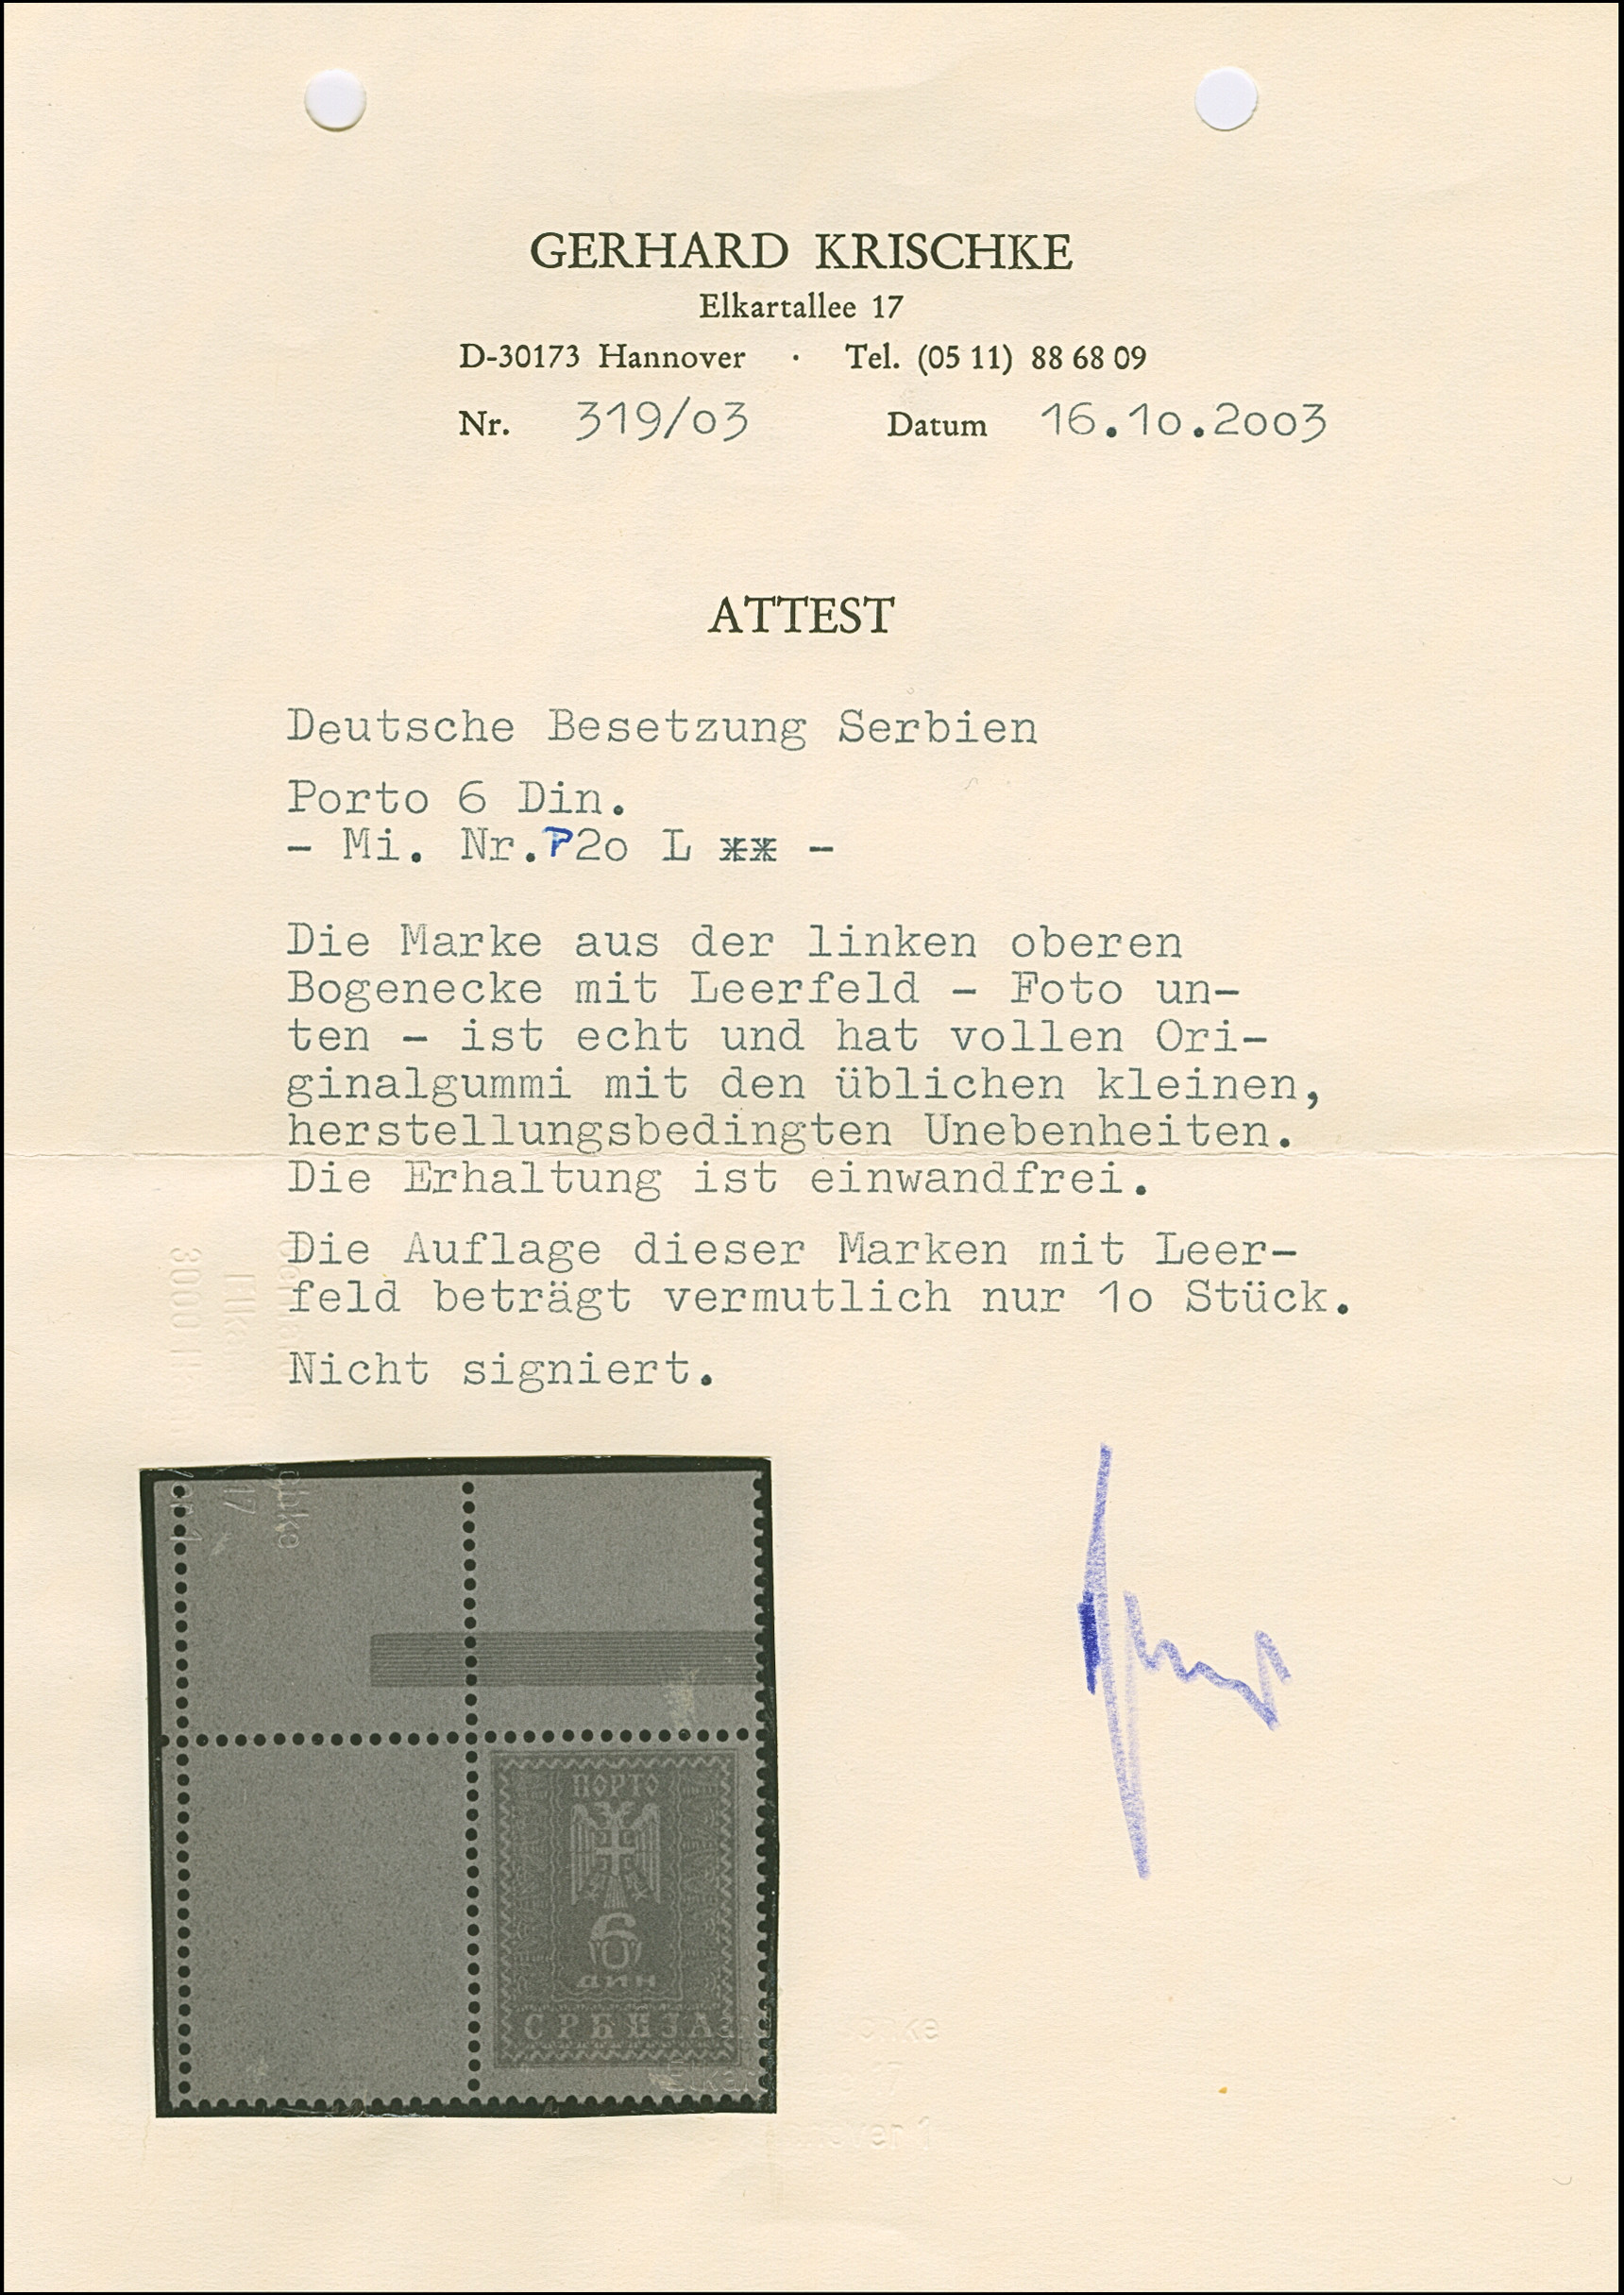 GERHARD KRISCHKE
Elkartallee 17
D-30173 Hannover · Tel. (05 11) 88 68 09
Nr. 319/o3 Datum 16.1o.2oo3
ATTEST
Deutsche Besetzung Serbien
Porto 6 Din.
- Mi. Nr.P2o L ** -
Die Marke aus der linken oberen
Bogenecke mit Leerfeld - Foto un-
ten - ist echt und hat vollen Ori-
ginalgummi mit den üblichen kleinen,
herstellungsbedingten Unebenheiten.
Die Erhaltung ist einwandfrei.
Die Auflage dieser Marken mit Leer-
feld beträgt vermutlich nur 1o Stück.
Nicht signiert.
ПОРТО
6
дин
СРБИЈА